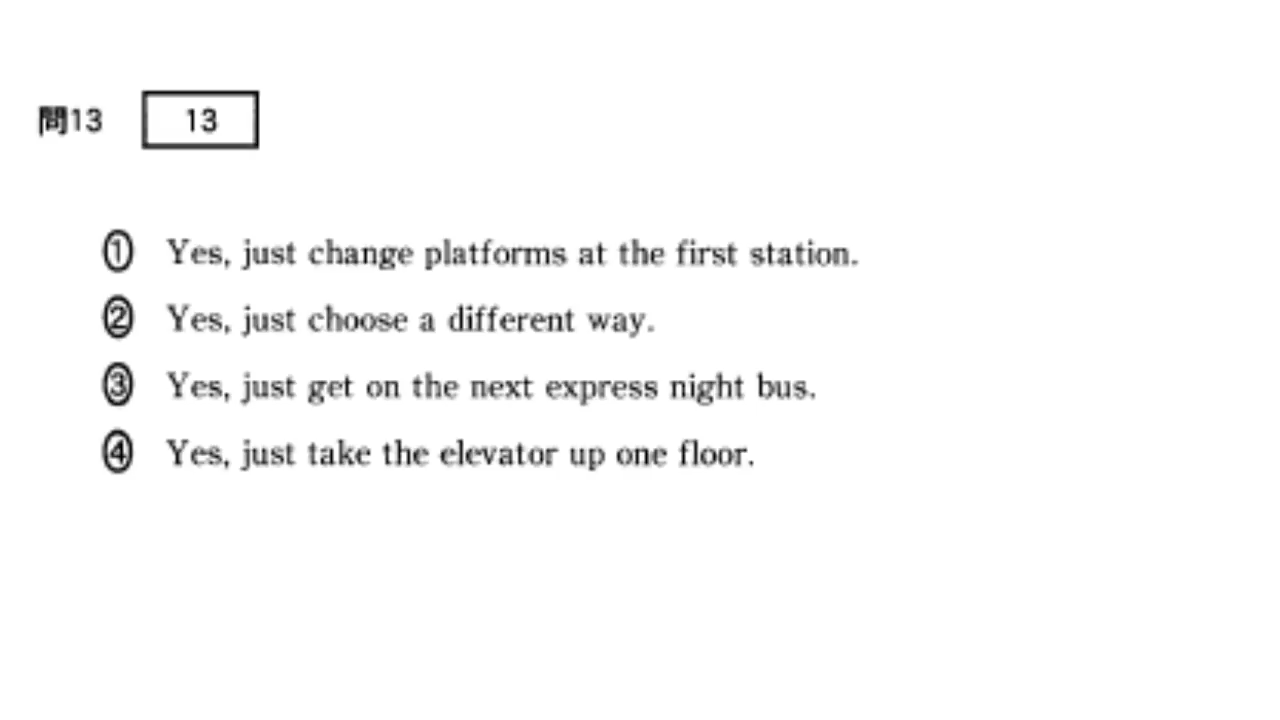 問13 13
① Yes, just change platforms at the first station.
② Yes, just choose a different way.
③ Yes, just get on the next express night bus.
④ Yes, just take the elevator up one floor.